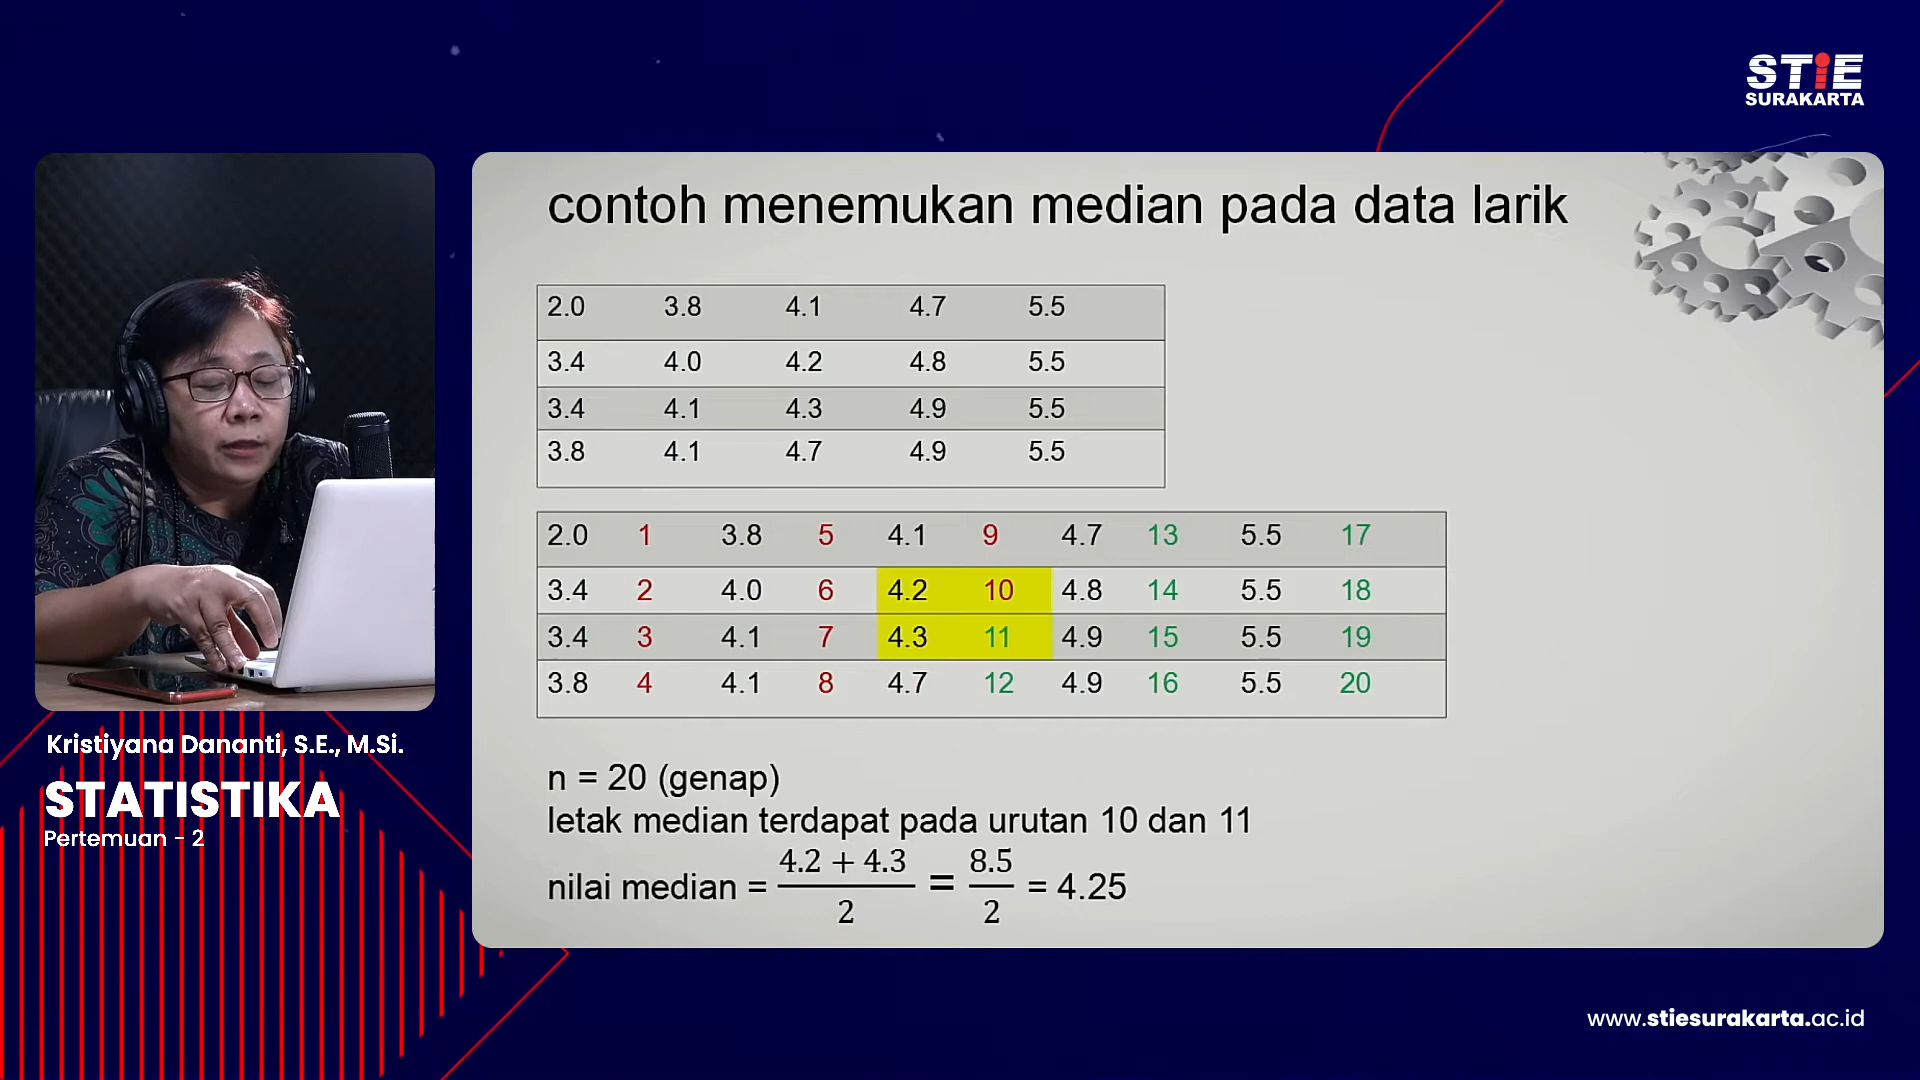 STiE
SURAKARTA
contoh menemukan median pada data larik
2.0 3.8 4.1 4.7 5.5
3.4 4.0 4.2 4.8 5.5
3.4 4.1 4.3 4.9 5.5
3.8 4.1 4.7 4.9 5.5
2.0 1 3.8 5 4.1 9 4.7 13 5.5 17
3.4 2 4.0 6 4.2 10 4.8 14 5.5 18
3.4 3 4.1 7 4.3 11 4.9 15 5.5 19
3.8 4 4.1 8 4.7 12 4.9 16 5.5 20
n = 20 (genap)
letak median terdapat pada urutan 10 dan 11
nilai median = (4.2 + 4.3)/2 = 8.5/2 = 4.25
Kristiyana Dananti, S.E., M.Si.
STATISTIKA
Pertemuan - 2
www.stiesurakarta.ac.id